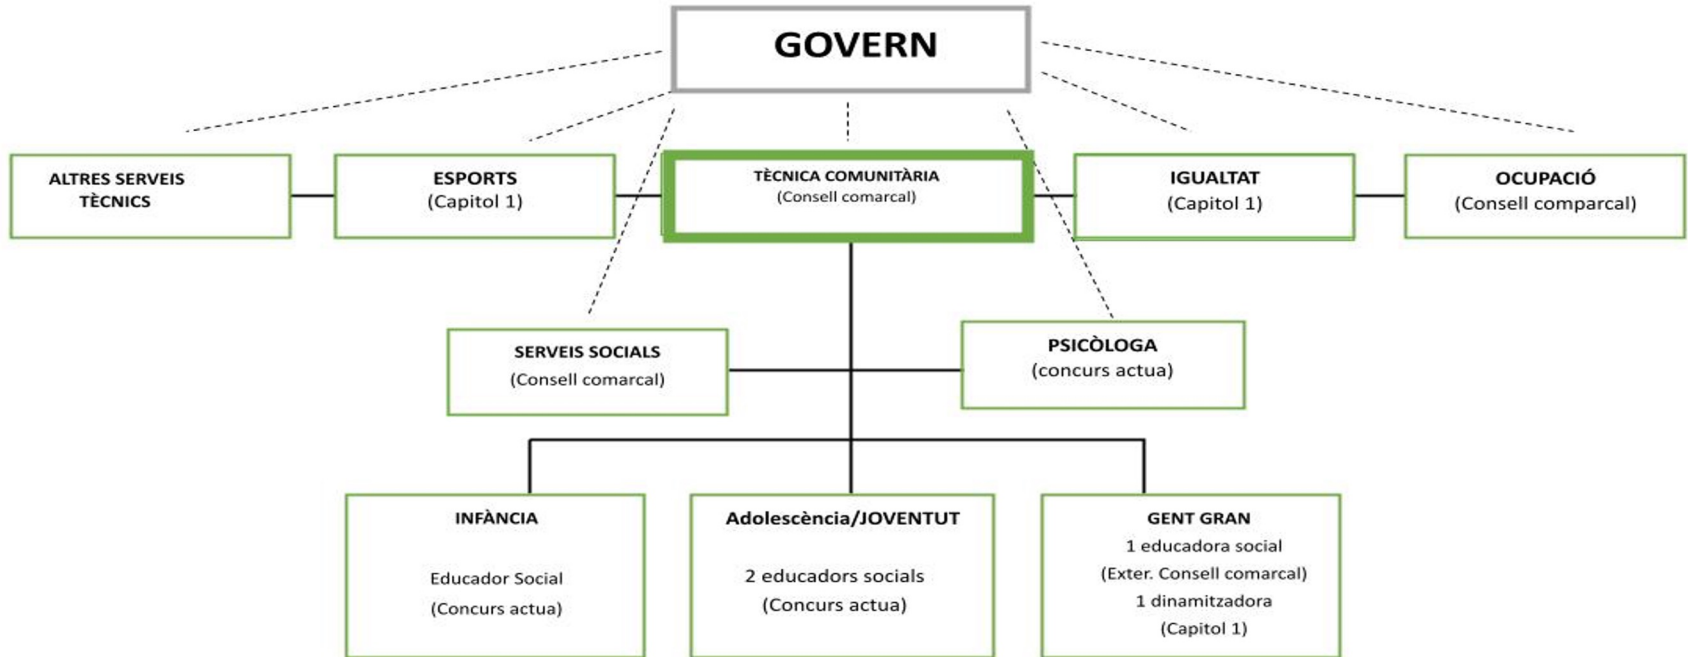 GOVERN
ALTRES SERVEIS
TÈCNICS
ESPORTS
(Capitol 1)
TÈCNICA COMUNITÀRIA
(Consell comarcal)
IGUALTAT
(Capitol 1)
OCUPACIÓ
(Consell comparcal)
SERVEIS SOCIALS
(Consell comarcal)
PSICÒLOGA
(concurs actua)
INFÀNCIA
Educador Social
(Concurs actua)
Adolescència/JOVENTUT
2 educadors socials
(Concurs actua)
GENT GRAN
1 educadora social
(Exter. Consell comarcal)
1 dinamitzadora
(Capitol 1)